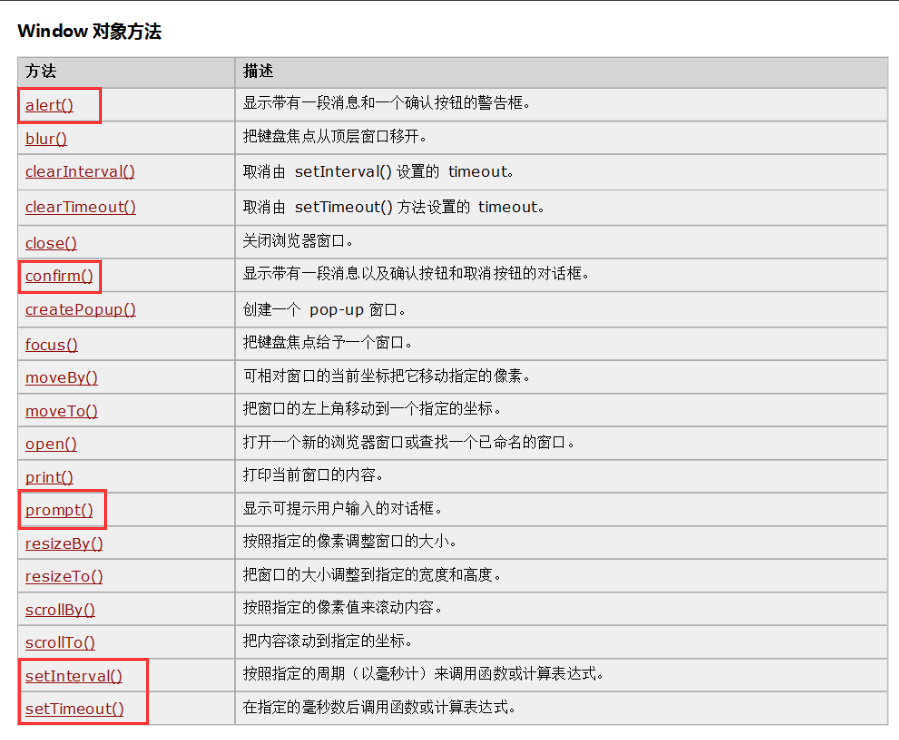 Window 对象方法
方法 描述
alert() 显示带有一段消息和一个确认按钮的警告框。
blur() 把键盘焦点从顶层窗口移开。
clearInterval() 取消由 setInterval() 设置的 timeout。
clearTimeout() 取消由 setTimeout() 方法设置的 timeout。
close() 关闭浏览器窗口。
confirm() 显示带有一段消息以及确认按钮和取消按钮的对话框。
createPopup() 创建一个 pop-up 窗口。
focus() 把键盘焦点给予一个窗口。
moveBy() 可相对窗口的当前坐标把它移动指定的像素。
moveTo() 把窗口的左上角移动到一个指定的坐标。
open() 打开一个新的浏览器窗口或查找一个已命名的窗口。
print() 打印当前窗口的内容。
prompt() 显示可提示用户输入的对话框。
resizeBy() 按照指定的像素调整窗口的大小。
resizeTo() 把窗口的大小调整到指定的宽度和高度。
scrollBy() 按照指定的像素值来滚动内容。
scrollTo() 把内容滚动到指定的坐标。
setInterval() 按照指定的周期（以毫秒计）来调用函数或计算表达式。
setTimeout() 在指定的毫秒数后调用函数或计算表达式。